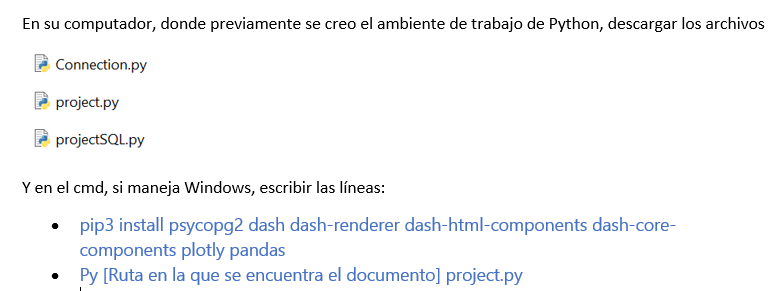 En su computador, donde previamente se creo el ambiente de trabajo de Python, descargar los archivos
Connection.py
project.py
projectSQL.py
Y en el cmd, si maneja Windows, escribir las líneas:
• pip3 install psycopg2 dash dash-renderer dash-html-components dash-core-
components plotly pandas
• Py [Ruta en la que se encuentra el documento] project.py